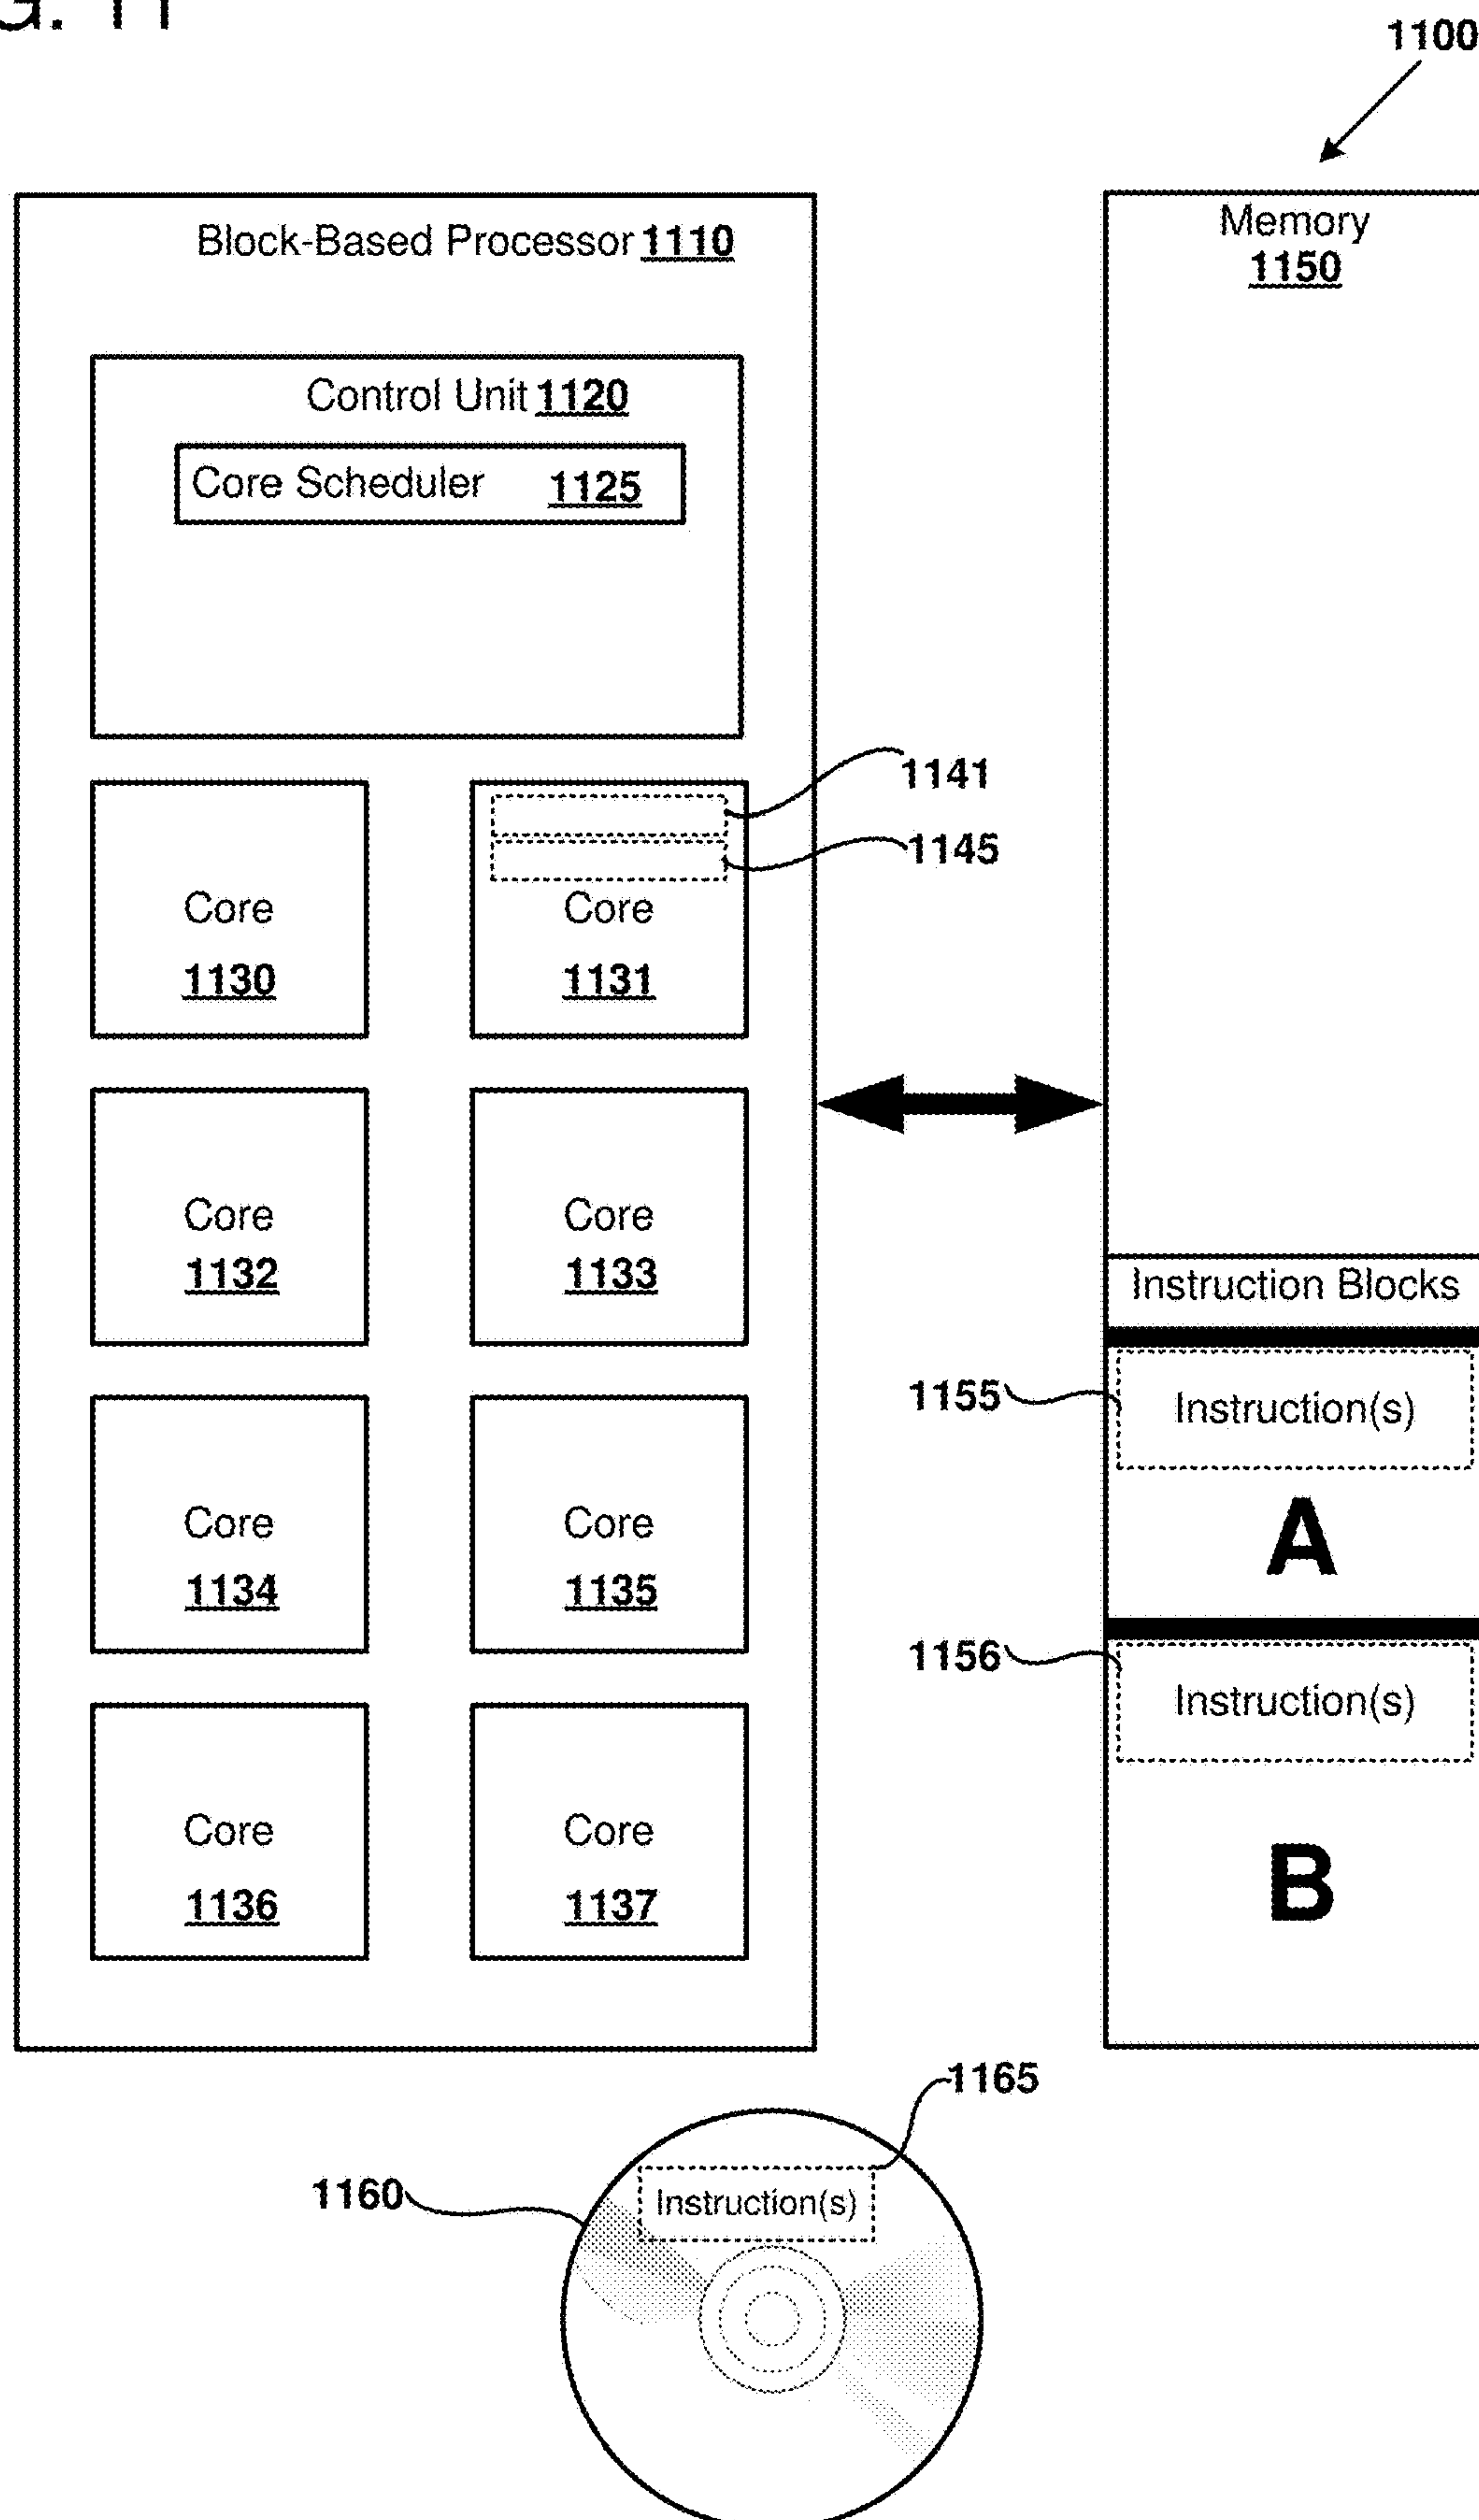 G. 11
1100
Block-Based Processor 1110
Memory
1150
Control Unit 1120
Core Scheduler 1125
1141
1145
Core
1130
Core
1131
Core
1132
Core
1133
Instruction Blocks
1155
Instruction(s)
A
Core
1134
Core
1135
1156
Instruction(s)
B
Core
1136
Core
1137
1165
1160
Instruction(s)